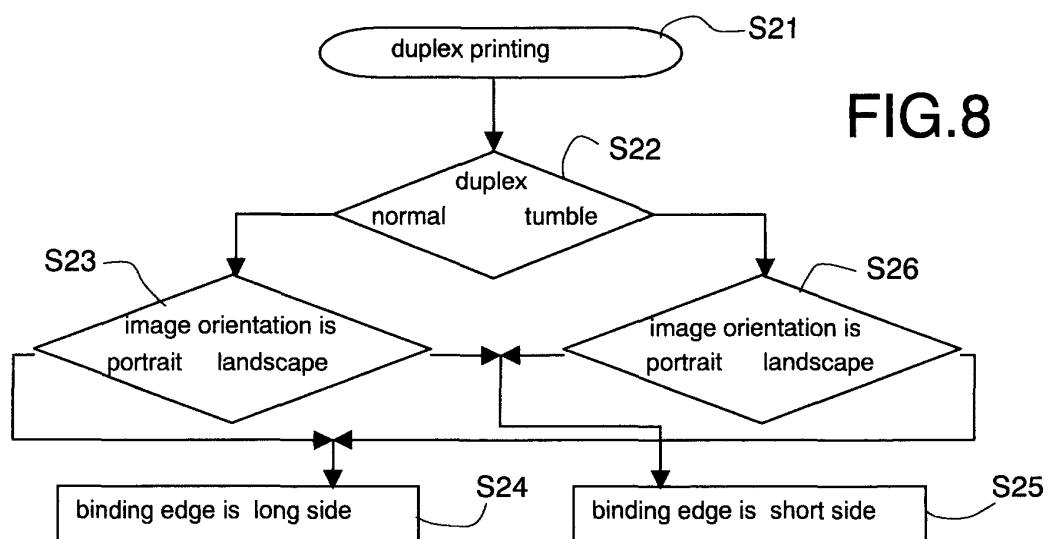 S21
duplex printing
FIG.8
S22
duplex
normal tumble
S23
S26
image orientation is
portrait landscape
image orientation is
portrait landscape
S24
S25
binding edge is long side
binding edge is short side